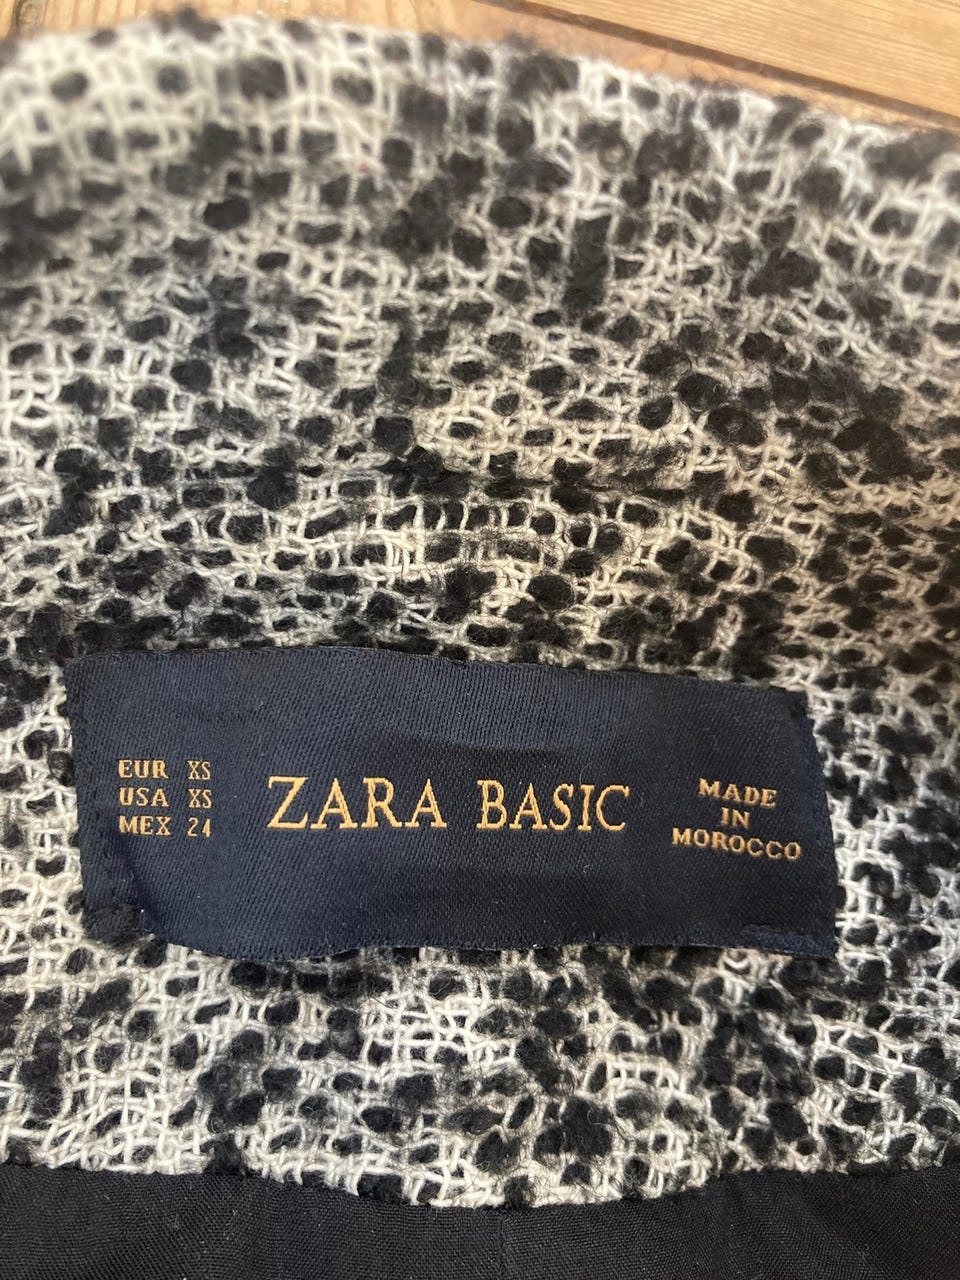 EUR XS
USA XS
MEX 24
ZARA BASIC
MADE
IN
MOROCCO